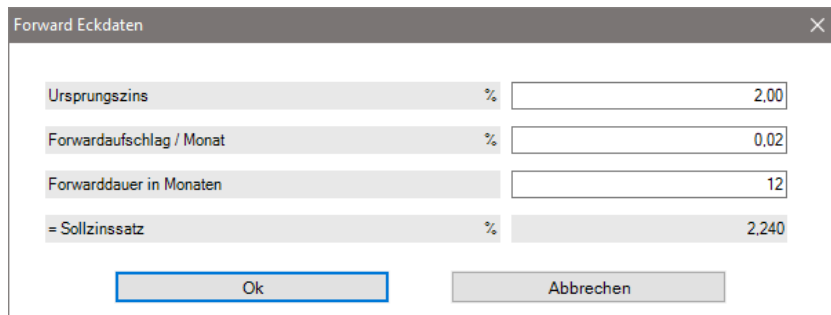 Forward Eckdaten
Ursprungszins % 2,00
Forwardaufschlag / Monat % 0,02
Forwarddauer in Monaten 12
= Sollzinssatz % 2,240
Ok Abbrechen